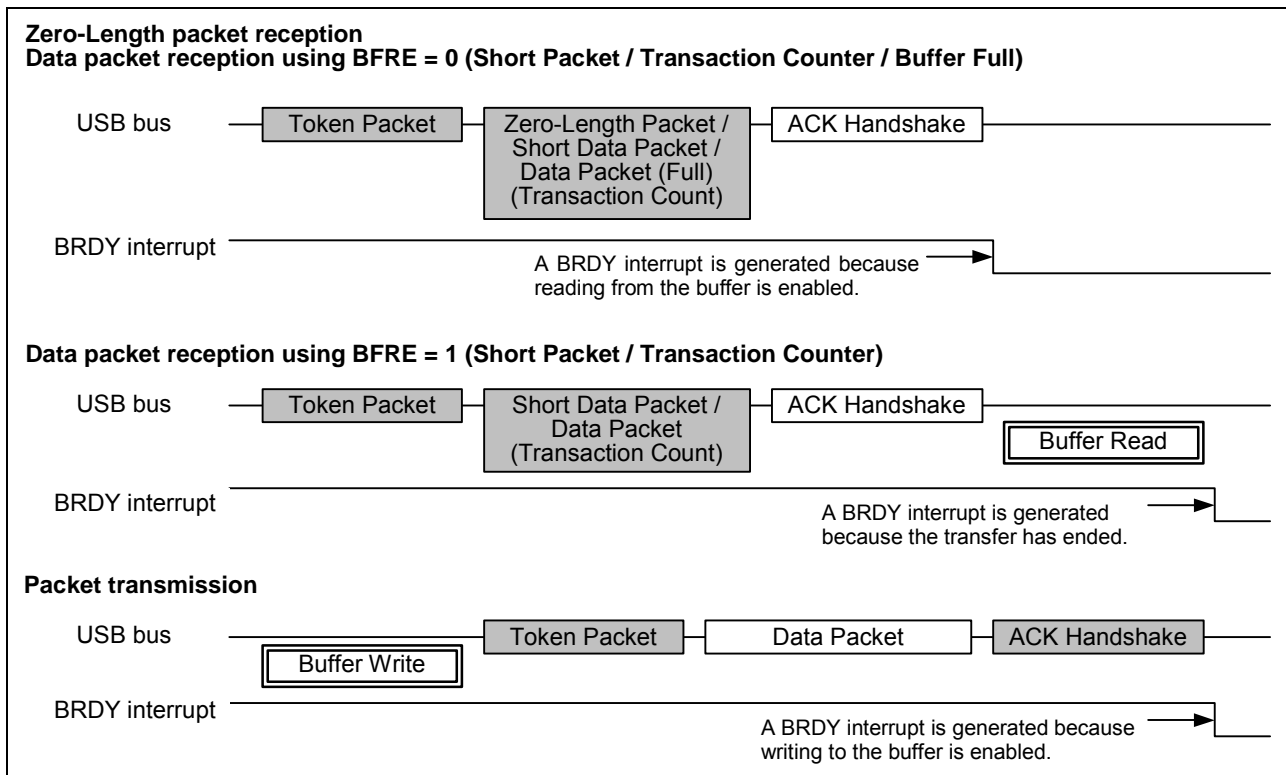 Zero-Length packet reception
Data packet reception using BFRE = 0 (Short Packet / Transaction Counter / Buffer Full)
USB bus
Token Packet
Zero-Length Packet /
Short Data Packet /
Data Packet (Full)
(Transaction Count)
ACK Handshake
BRDY interrupt
A BRDY interrupt is generated because
reading from the buffer is enabled.
Data packet reception using BFRE = 1 (Short Packet / Transaction Counter)
USB bus
Token Packet
Short Data Packet /
Data Packet
(Transaction Count)
ACK Handshake
Buffer Read
BRDY interrupt
A BRDY interrupt is generated
because the transfer has ended.
Packet transmission
USB bus
Token Packet
Data Packet
ACK Handshake
Buffer Write
BRDY interrupt
A BRDY interrupt is generated because
writing to the buffer is enabled.